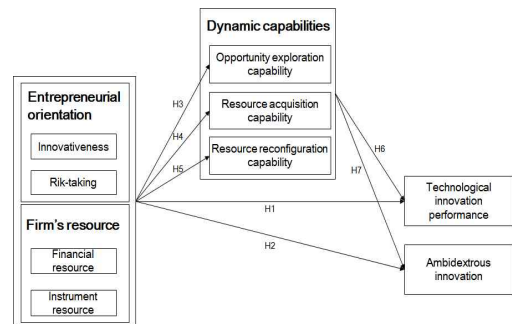 Dynamic capabilities
Opportunity exploration
capability
Resource acquisition
capability
Resource reconfiguration
capability
Entrepreneurial
orientation
Innovativeness
Rik-taking
Firm's resource
Financial
resource
Instrument
resource
H3
H4
H5
H1
H2
H6
H7
Technological
innovation
performance
Ambidextrous
innovation